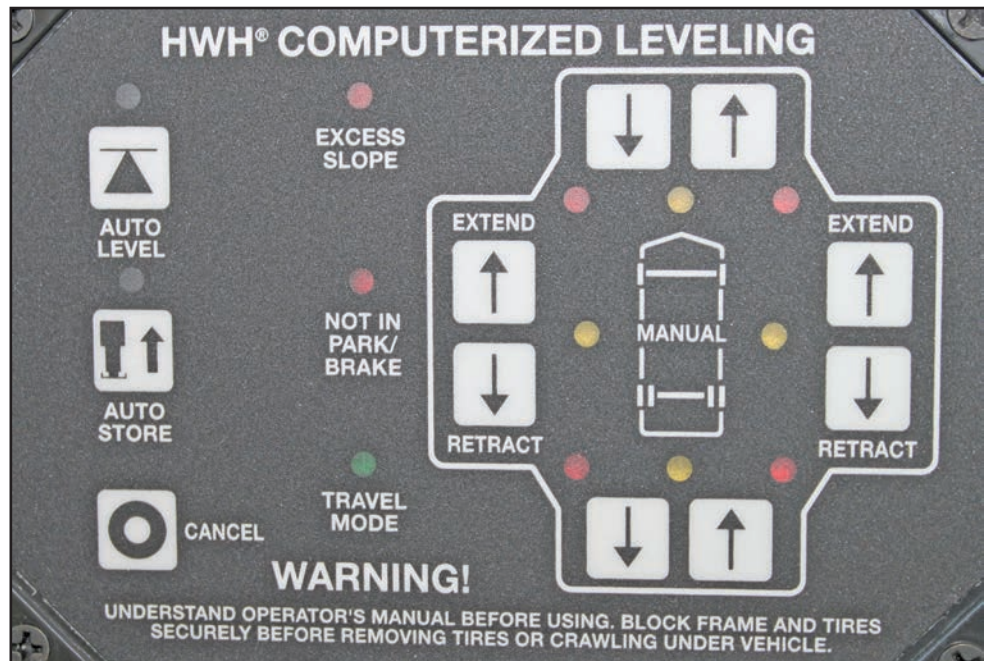 HWH® COMPUTERIZED LEVELING
AUTO
LEVEL
AUTO
STORE
CANCEL
EXCESS
SLOPE
NOT IN
PARK/
BRAKE
TRAVEL
MODE
EXTEND
RETRACT
MANUAL
EXTEND
RETRACT
WARNING!
UNDERSTAND OPERATOR'S MANUAL BEFORE USING. BLOCK FRAME AND TIRES
SECURELY BEFORE REMOVING TIRES OR CRAWLING UNDER VEHICLE.